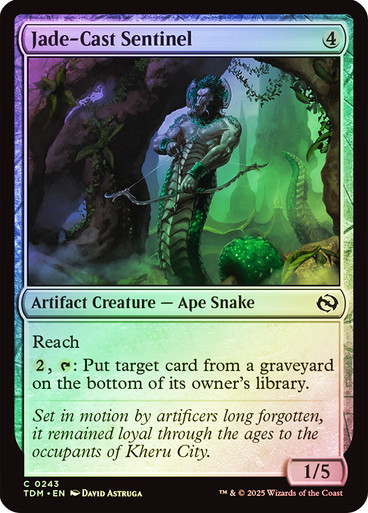 Jade-Cast Sentinel 4
Artifact Creature — Ape Snake
Reach
2, T: Put target card from a graveyard
on the bottom of its owner's library.
Set in motion by artificers long forgotten,
it remained loyal through the ages to the
occupants of Kheru City.
1/5
C 0243
TDM • EN David Astruga
™ & © 2025 Wizards of the Coast